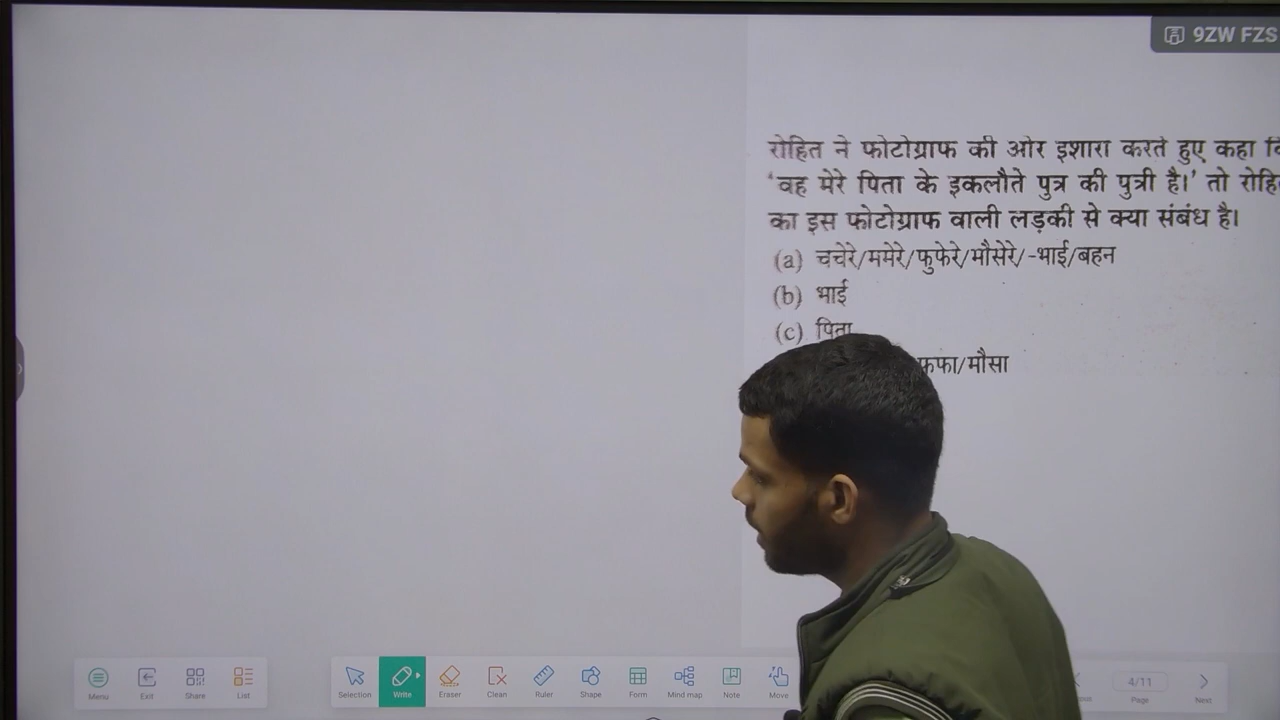 9ZW FZS
रोहित ने फोटोग्राफ की ओर इशारा करते हुए कहा
'वह मेरे पिता के इकलौते पुत्र की पुत्री है।' तो
का इस फोटोग्राफ वाली लड़की से क्या संबंध है।
(a) चचेरे/ममेरे/फुफेरे/मौसेरे/-भाई/बहन
(b) भाई
(c) पिता
फूफा/मौसा
Menu Exit Share List Selection Write Eraser Clean Ruler Shape Form Mind map Note Move 4/11 Page Next